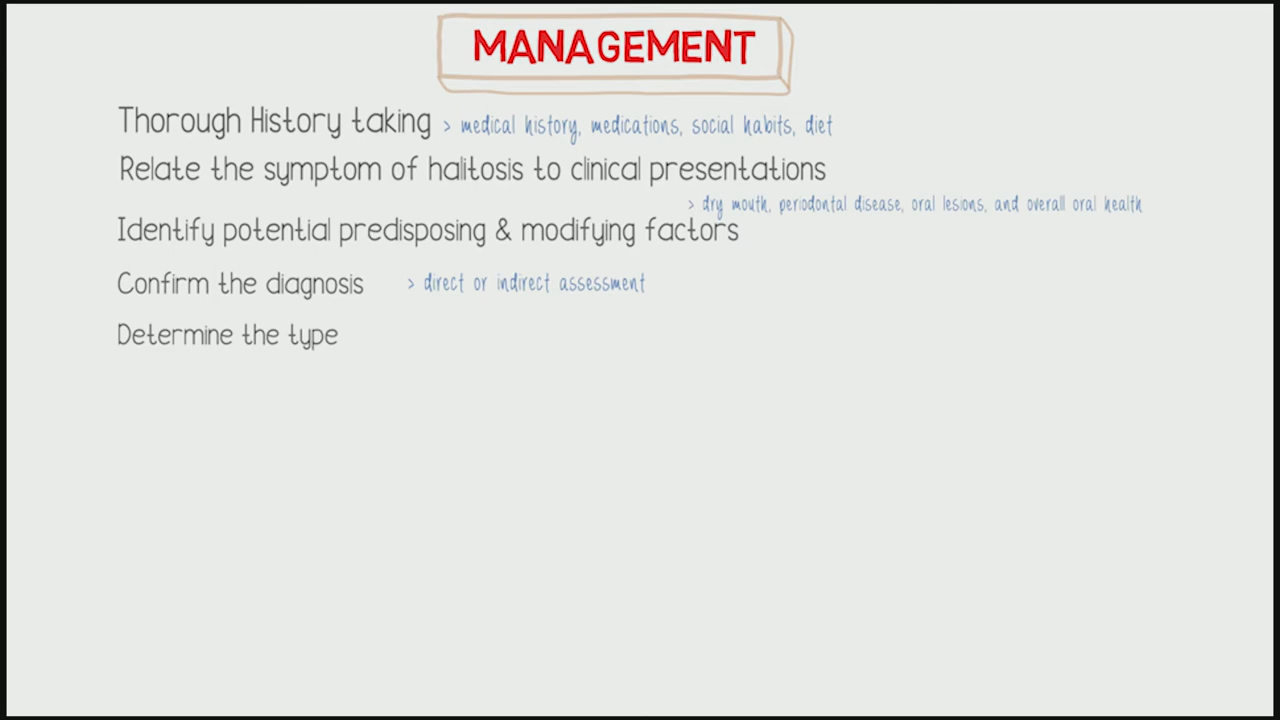 MANAGEMENT
Thorough History taking > medical history, medications, social habits, diet
Relate the symptom of halitosis to clinical presentations
> dry mouth, periodontal disease, oral lesions, and overall oral health
Identify potential predisposing & modifying factors
Confirm the diagnosis > direct or indirect assessment
Determine the type